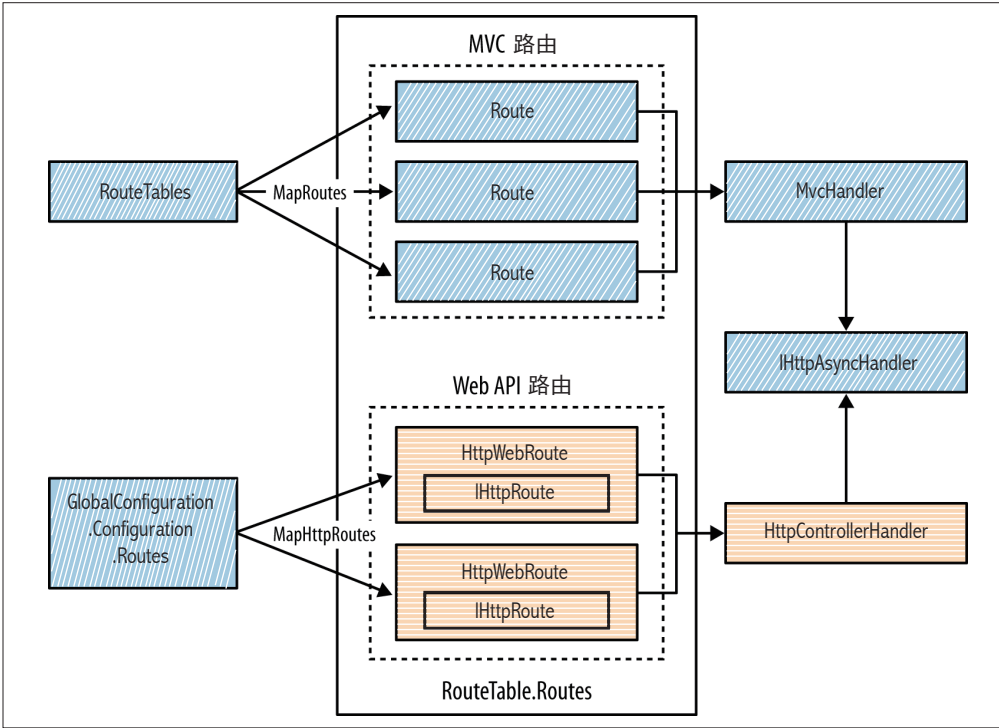 MVC 路由
Route
RouteTables
MapRoutes
Route
MvcHandler
Route
IHttpAsyncHandler
Web API 路由
HttpWebRoute
IHttpRoute
GlobalConfiguration
.Configuration
.Routes
MapHttpRoutes
HttpControllerHandler
HttpWebRoute
IHttpRoute
RouteTable.Routes